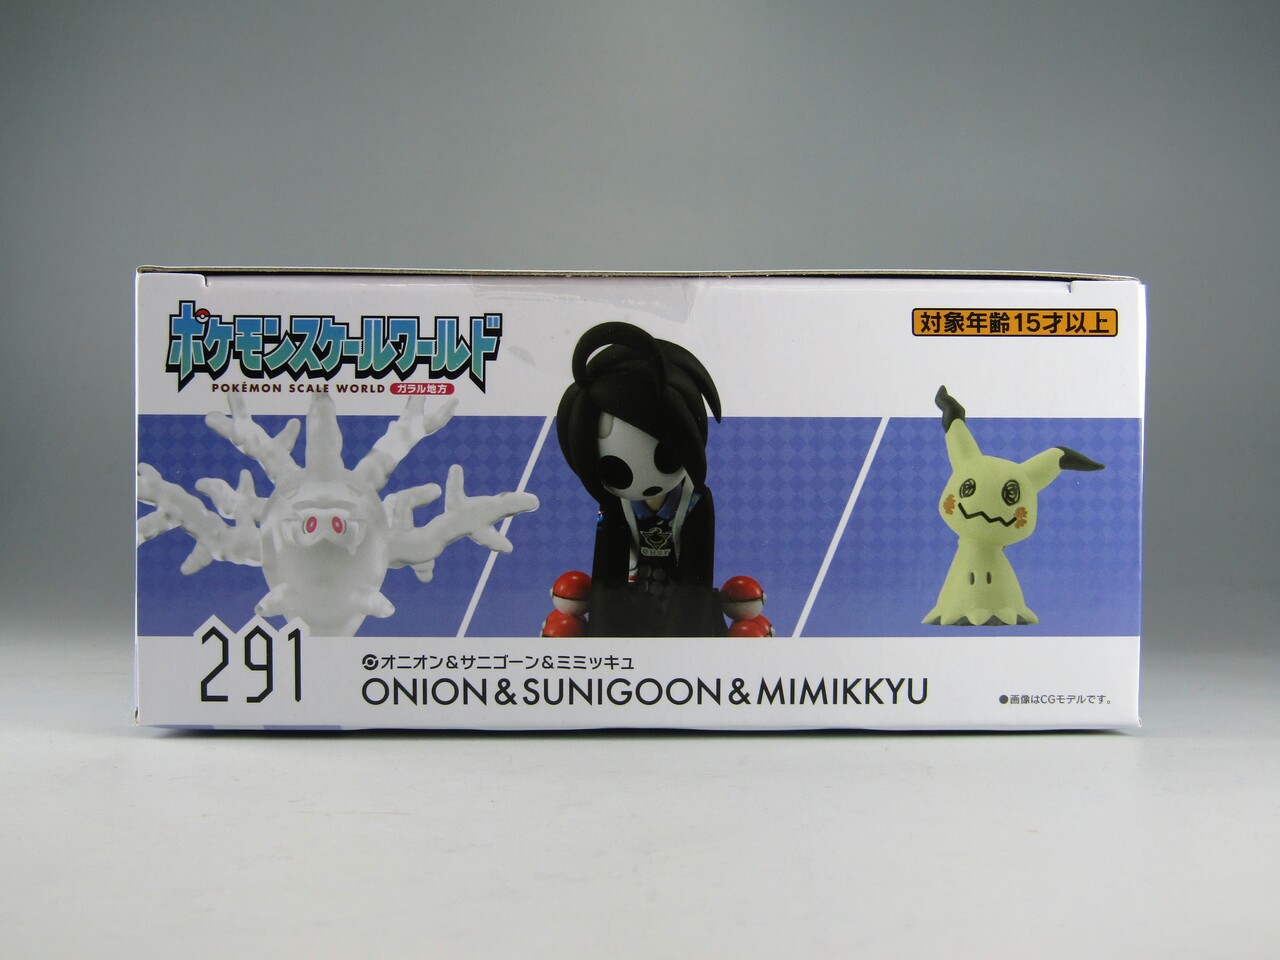 ポケモンスケールワールド
POKÉMON SCALE WORLD ガラル地方
対象年齢15才以上
291
オニオン&サニゴーン&ミミッキュ
ONION&SUNIGOON&MIMIKKYU
●画像はCGモデルです。